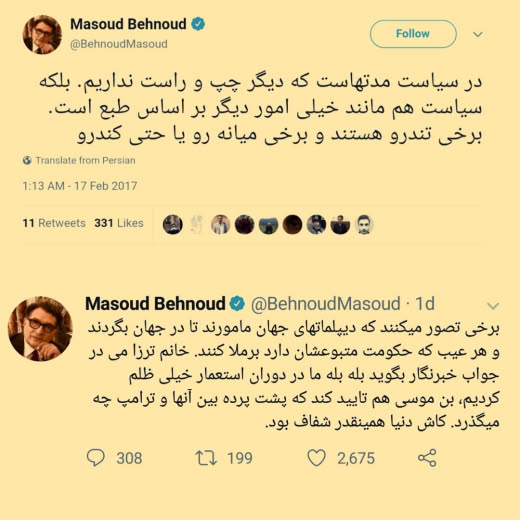 Masoud Behnoud
@BehnoudMasoud
Follow
در سیاست مدتهاست که دیگر چپ و راست نداریم. بلکه
سیاست هم مانند خیلی امور دیگر بر اساس طبع است.
برخی تندرو هستند و برخی میانه رو یا حتی کندرو
Translate from Persian
1:13 AM - 17 Feb 2017
11 Retweets 331 Likes
Masoud Behnoud @BehnoudMasoud · 1d
برخی تصور میکنند که دیپلماتهای جهان مامورند تا در جهان بگردند
و هر عیب که حکومت متبوعشان دارد برملا کنند. خانم ترزا می در
جواب خبرنگار بگوید بله بله ما در دوران استعمار خیلی ظلم
کردیم، بن موسی هم تایید کند که پشت پرده بین آنها و ترامپ چه
میگذرد. کاش دنیا همینقدر شفاف بود.
308 199 2,675